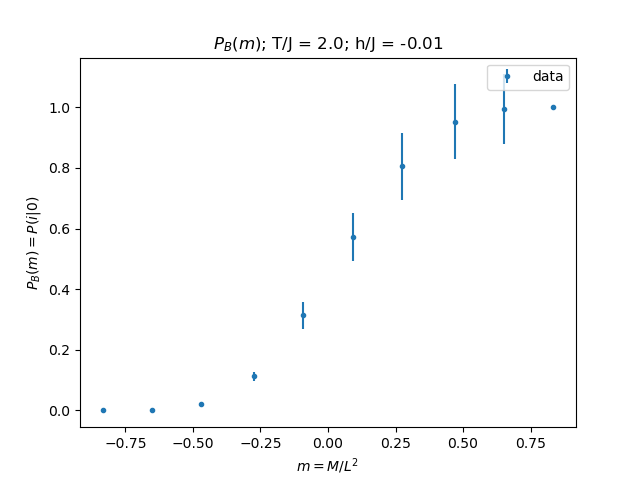 P_B(m); T/J = 2.0; h/J = -0.01
data
P_B(m) = P(i|0)
1.0
0.8
0.6
0.4
0.2
0.0
−0.75 −0.50 −0.25 0.00 0.25 0.50 0.75
m = M/L²